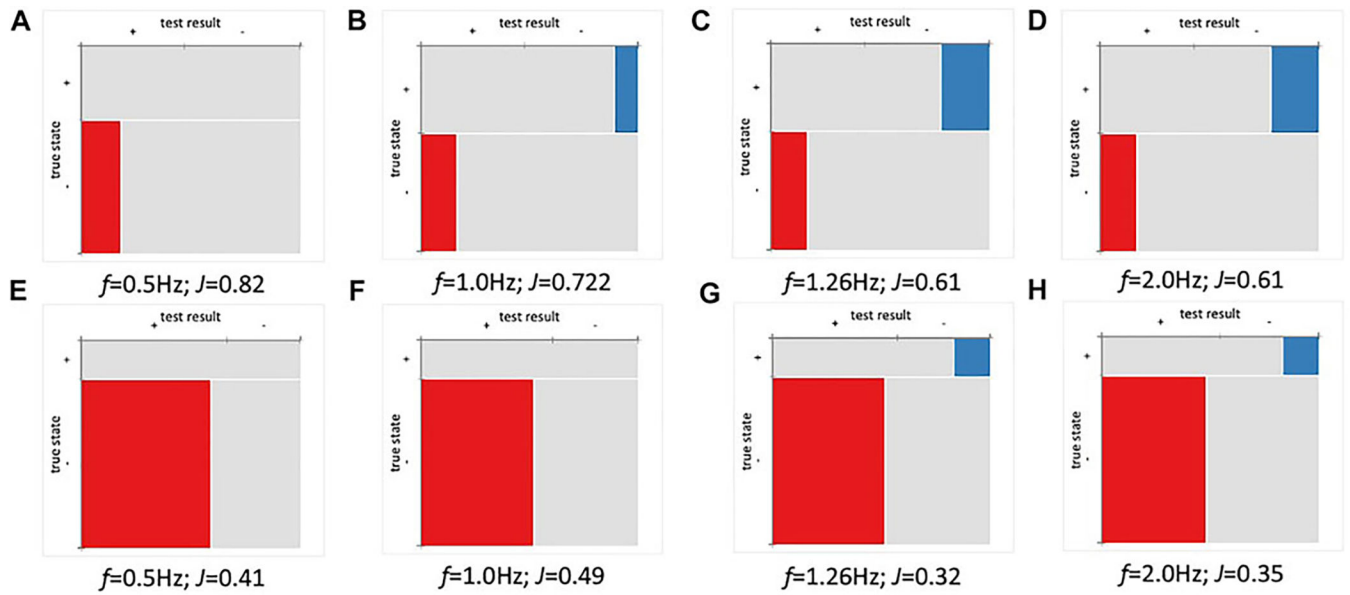 A
test result
+ -
+
true state
-
f=0.5Hz; J=0.82
B
test result
+ -
+
true state
-
f=1.0Hz; J=0.722
C
test result
+ -
+
true state
-
f=1.26Hz; J=0.61
D
test result
+ -
+
true state
-
f=2.0Hz; J=0.61
E
test result
+ -
+
true state
-
f=0.5Hz; J=0.41
F
test result
+ -
+
true state
-
f=1.0Hz; J=0.49
G
test result
+ -
+
true state
-
f=1.26Hz; J=0.32
H
test result
+ -
+
true state
-
f=2.0Hz; J=0.35